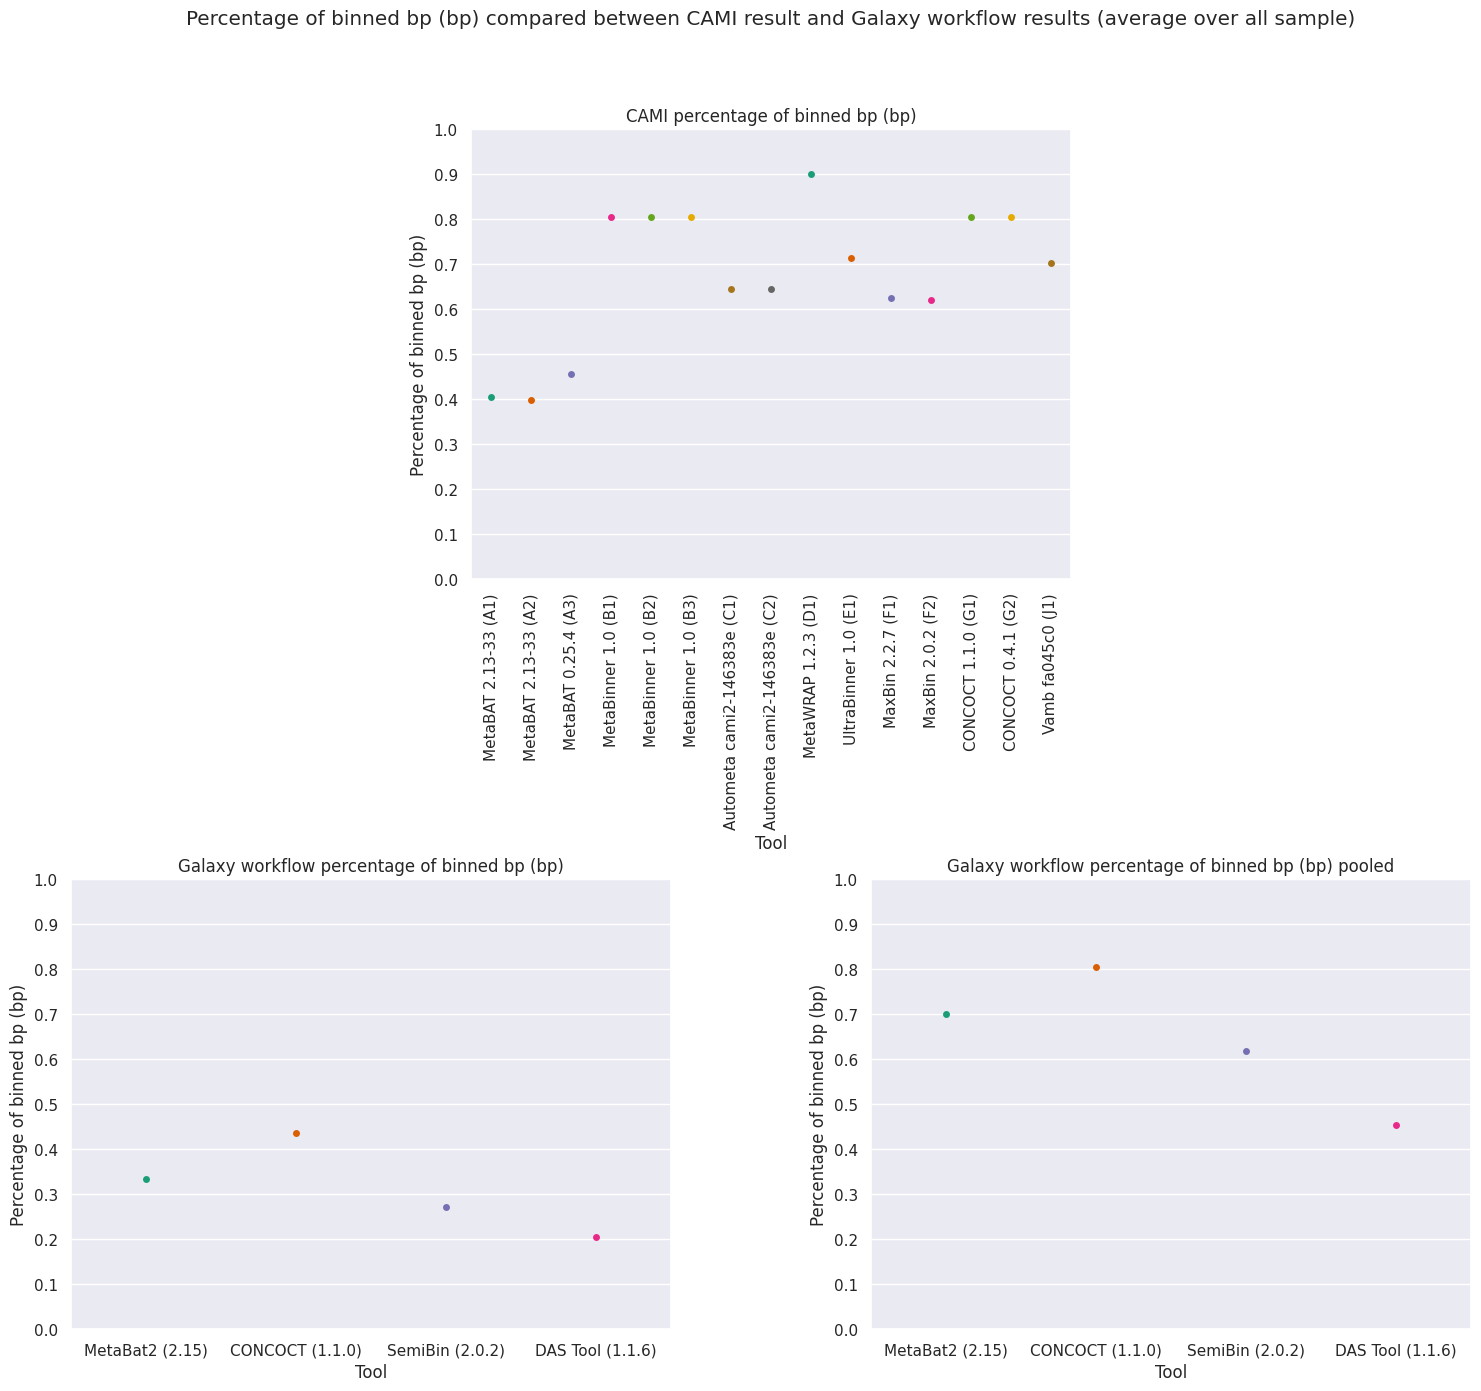 Percentage of binned bp (bp) compared between CAMI result and Galaxy workflow results (average over all sample)
CAMI percentage of binned bp (bp)
Percentage of binned bp (bp)
1.0
0.9
0.8
0.7
0.6
0.5
0.4
0.3
0.2
0.1
0.0
MetaBAT 2.13-33 (A1)
MetaBAT 2.13-33 (A2)
MetaBAT 0.25.4 (A3)
MetaBinner 1.0 (B1)
MetaBinner 1.0 (B2)
MetaBinner 1.0 (B3)
Autometa cami2-146383e (C1)
Autometa cami2-146383e (C2)
MetaWRAP 1.2.3 (D1)
UltraBinner 1.0 (E1)
MaxBin 2.2.7 (F1)
MaxBin 2.0.2 (F2)
CONCOCT 1.1.0 (G1)
CONCOCT 0.4.1 (G2)
Vamb fa045c0 (J1)
Tool
Galaxy workflow percentage of binned bp (bp)
Percentage of binned bp (bp)
1.0
0.9
0.8
0.7
0.6
0.5
0.4
0.3
0.2
0.1
0.0
MetaBat2 (2.15)
CONCOCT (1.1.0)
SemiBin (2.0.2)
DAS Tool (1.1.6)
Tool
Galaxy workflow percentage of binned bp (bp) pooled
Percentage of binned bp (bp)
1.0
0.9
0.8
0.7
0.6
0.5
0.4
0.3
0.2
0.1
0.0
MetaBat2 (2.15)
CONCOCT (1.1.0)
SemiBin (2.0.2)
DAS Tool (1.1.6)
Tool